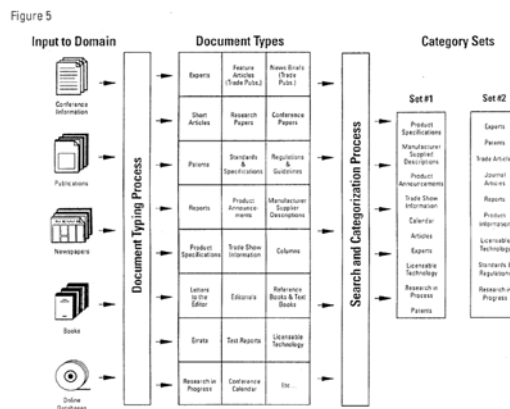 Figure 5
Input to Domain
Document Types
Category Sets
Conference
Information
Publications
Newspapers
Books
Online
Databases
Document Typing Process
Experts
Feature
Articles
(Trade Pubs.)
News Briefs
(Trade
Pubs.)
Short
Articles
Research
Papers
Conference
Papers
Patents
Standards
&
Specifications
Regulations
&
Guidelines
Reports
Product
Announce-
ments
Manufacturer
Supplier
Descriptions
Product
Specifications
Trade Show
Information
Columns
Letters
to the
Editor
Editorials
Reference
Books & Text
Books
Errata
Test Reports
Licensable
Technology
Research in
Progress
Conference
Calendar
Etc...
Search and Categorization Process
Set #1
Product
Specifications
Manufacturer
Supplied
Descriptions
Product
Announcements
Trade Show
Information
Calendar
Articles
Experts
Licensable
Technology
Research in
Process
Patents
Set #2
Experts
Patents
Trade Articles
Journal
Articles
Reports
Product
Information
Licensable
Technology
Standards &
Regulations
Research in
Progress